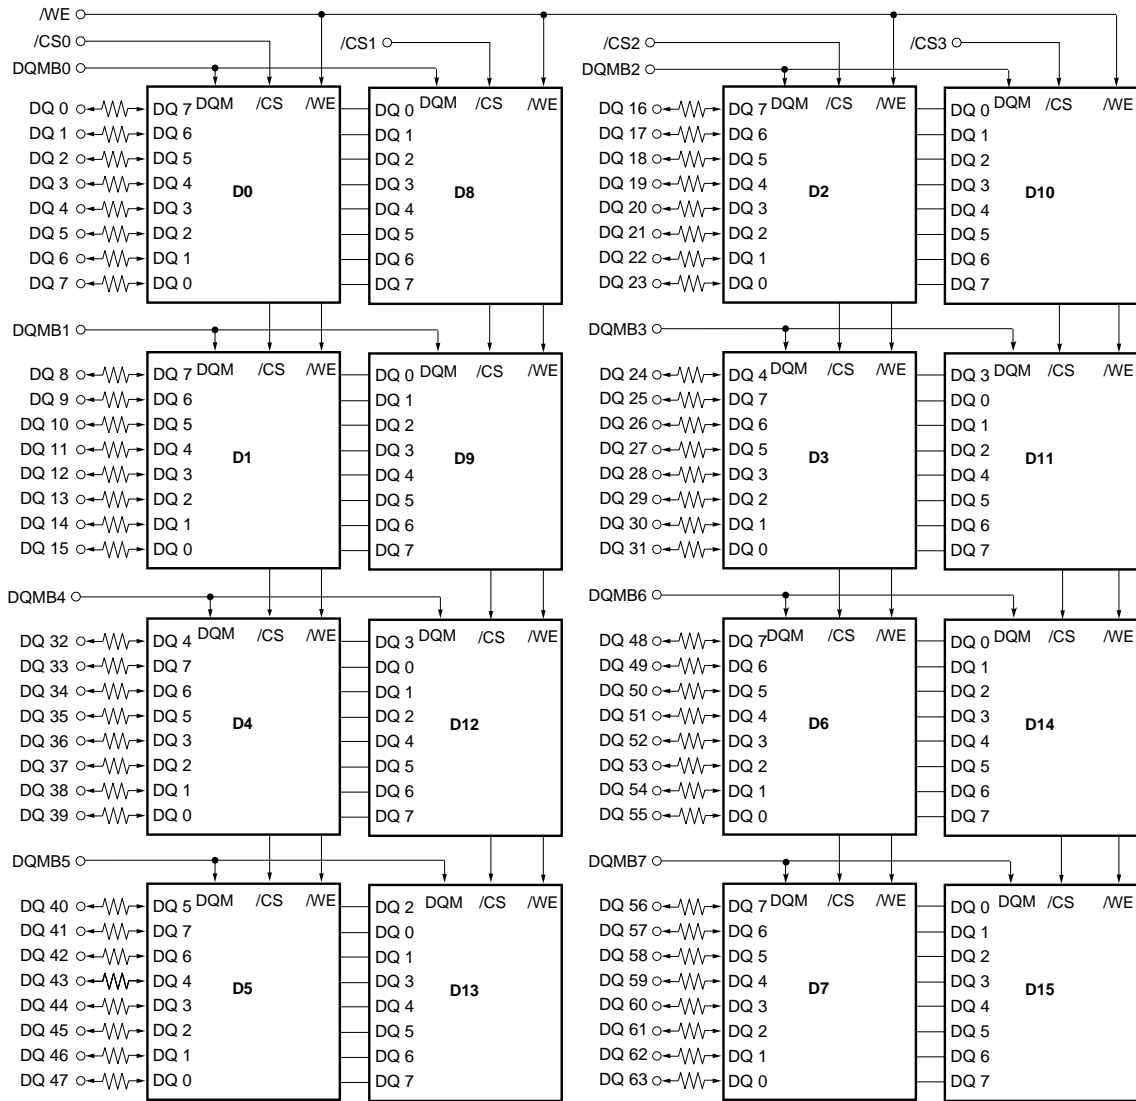 /WE
/CS0 /CS1 /CS2 /CS3
DQMB0 DQMB2
DQM /CS /WE DQM /CS /WE DQM /CS /WE DQM /CS /WE
DQ 0 DQ 7 DQ 0 DQ 16 DQ 7 DQ 0
DQ 1 DQ 6 DQ 1 DQ 17 DQ 6 DQ 1
DQ 2 DQ 5 DQ 2 DQ 18 DQ 5 DQ 2
DQ 3 DQ 4 DQ 3 DQ 19 DQ 4 DQ 3
D0 D8 D2 D10
DQ 4 DQ 3 DQ 4 DQ 20 DQ 3 DQ 4
DQ 5 DQ 2 DQ 5 DQ 21 DQ 2 DQ 5
DQ 6 DQ 1 DQ 6 DQ 22 DQ 1 DQ 6
DQ 7 DQ 0 DQ 7 DQ 23 DQ 0 DQ 7
DQMB1 DQMB3
DQM /CS /WE DQM /CS /WE DQM /CS /WE DQM /CS /WE
DQ 8 DQ 7 DQ 0 DQ 24 DQ 4 DQ 3
DQ 9 DQ 6 DQ 1 DQ 25 DQ 7 DQ 0
DQ 10 DQ 5 DQ 2 DQ 26 DQ 6 DQ 1
DQ 11 DQ 4 DQ 3 DQ 27 DQ 5 DQ 2
D1 D9 D3 D11
DQ 12 DQ 3 DQ 4 DQ 28 DQ 3 DQ 4
DQ 13 DQ 2 DQ 5 DQ 29 DQ 2 DQ 5
DQ 14 DQ 1 DQ 6 DQ 30 DQ 1 DQ 6
DQ 15 DQ 0 DQ 7 DQ 31 DQ 0 DQ 7
DQMB4 DQMB6
DQM /CS /WE DQM /CS /WE DQM /CS /WE DQM /CS /WE
DQ 32 DQ 4 DQ 3 DQ 48 DQ 7 DQ 0
DQ 33 DQ 7 DQ 0 DQ 49 DQ 6 DQ 1
DQ 34 DQ 6 DQ 1 DQ 50 DQ 5 DQ 2
DQ 35 DQ 5 DQ 2 DQ 51 DQ 4 DQ 3
D4 D12 D6 D14
DQ 36 DQ 3 DQ 4 DQ 52 DQ 3 DQ 4
DQ 37 DQ 2 DQ 5 DQ 53 DQ 2 DQ 5
DQ 38 DQ 1 DQ 6 DQ 54 DQ 1 DQ 6
DQ 39 DQ 0 DQ 7 DQ 55 DQ 0 DQ 7
DQMB5 DQMB7
DQM /CS /WE DQM /CS /WE DQM /CS /WE DQM /CS /WE
DQ 40 DQ 5 DQ 2 DQ 56 DQ 7 DQ 0
DQ 41 DQ 7 DQ 0 DQ 57 DQ 6 DQ 1
DQ 42 DQ 6 DQ 1 DQ 58 DQ 5 DQ 2
DQ 43 DQ 4 DQ 3 DQ 59 DQ 4 DQ 3
D5 D13 D7 D15
DQ 44 DQ 3 DQ 4 DQ 60 DQ 3 DQ 4
DQ 45 DQ 2 DQ 5 DQ 61 DQ 2 DQ 5
DQ 46 DQ 1 DQ 6 DQ 62 DQ 1 DQ 6
DQ 47 DQ 0 DQ 7 DQ 63 DQ 0 DQ 7